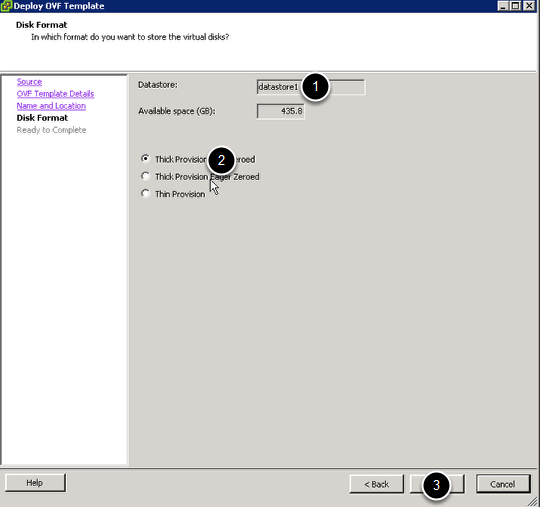 Deploy OVF Template
Disk Format
In which format do you want to store the virtual disks?
Source
OVF Template Details
Name and Location
Disk Format
Ready to Complete
Datastore:
datastore1
1
Available space (GB):
435.8
Thick Provision eroed
2
Thick Provision Eager Zeroed
Thin Provision
Help
< Back
3
Cancel